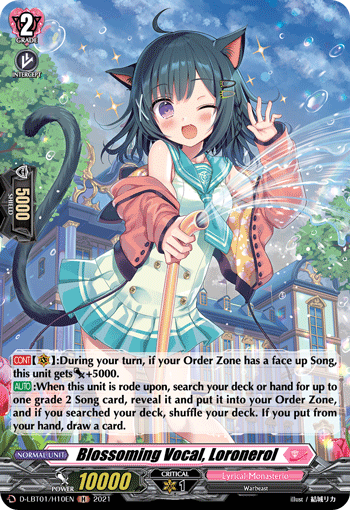 2
GRADE
INTERCEPT
5000
SHIELD
CONT [ ]:During your turn, if your Order Zone has a face up Song,
this unit gets +5000.
AUTO:When this unit is rode upon, search your deck or hand for up to
one grade 2 Song card, reveal it and put it into your Order Zone,
and if you searched your deck, shuffle your deck. If you put from
your hand, draw a card.
NORMAL UNIT Blossoming Vocal, Loronerol
POWER 10000 CRITICAL 1 Lyrical Monasterio
Warbeast
D-LBT01/H10EN H 2021 illust / 結城リカ